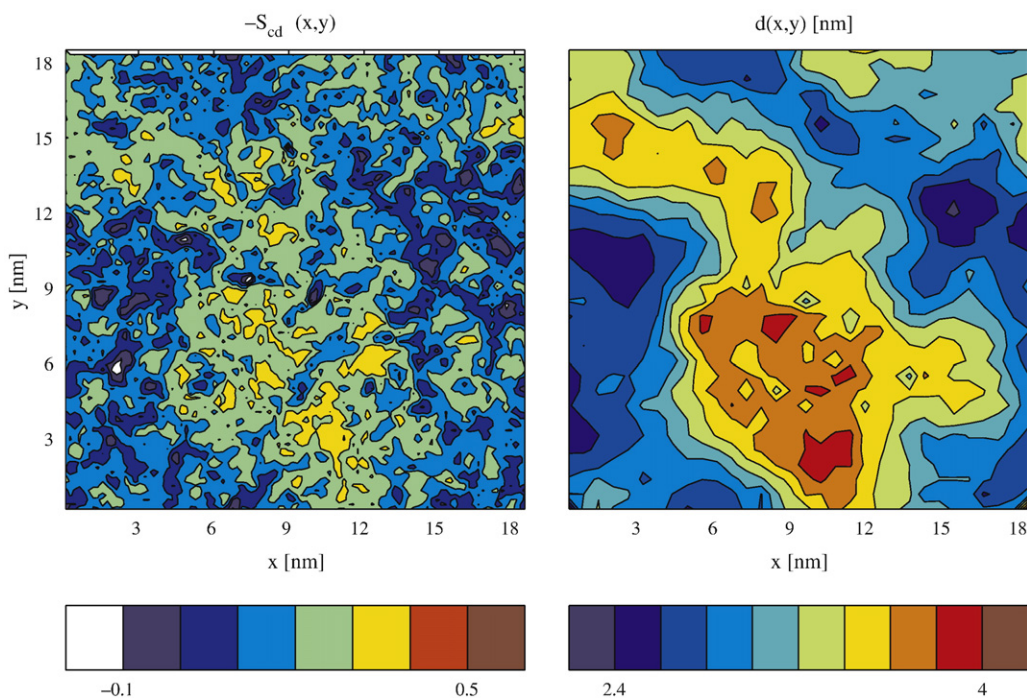 −S_cd (x,y)
d(x,y) [nm]
18
15
12
9
6
3
y [nm]
3 6 9 12 15 18
3 6 9 12 15 18
x [nm]
x [nm]
−0.1 0.5
2.4 4